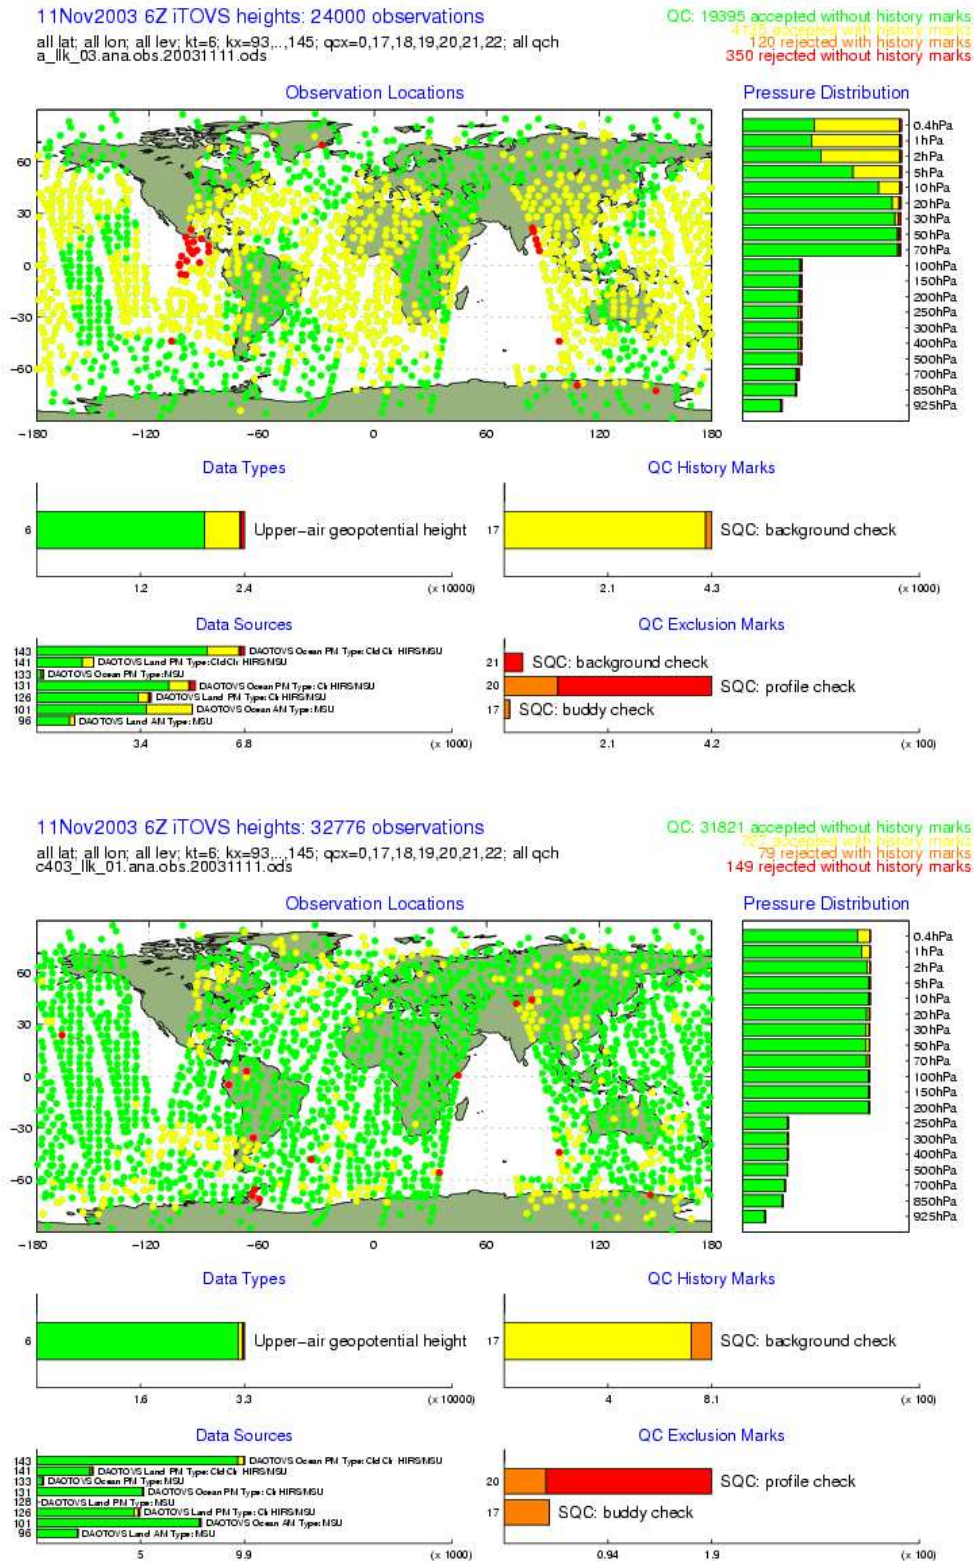 11Nov2003 6Z iTOVS heights: 24000 observations
QC: 19395 accepted without history marks
all lat; all lon; all lev; kt=6; kx=93,..,145; qcx=0,17,18,19,20,21,22; all qch
accepted with history marks
a_llk_03.ana.obs.20031111.ods
120 rejected with history marks
350 rejected without history marks
Observation Locations
Pressure Distribution
60
30
0
−30
−60
−180 −120 −60 0 60 120 180
0.4hPa
1hPa
2hPa
5hPa
10hPa
20hPa
30hPa
50hPa
70hPa
100hPa
150hPa
200hPa
250hPa
300hPa
400hPa
500hPa
700hPa
850hPa
925hPa
Data Types
6 Upper−air geopotential height
1.2 2.4 (x 10000)
QC History Marks
17 SQC: background check
2.1 4.3 (x 1000)
Data Sources
143 DAOTOVS Ocean PM Type: Cld Clr HIRS/MSU
141 DAOTOVS Land PM Type: Cld Clr HIRS/MSU
133 DAOTOVS Ocean PM Type: MSU
131 DAOTOVS Ocean PM Type: Clr HIRS/MSU
126 DAOTOVS Land PM Type: Clr HIRS/MSU
101 DAOTOVS Ocean AM Type: MSU
96 DAOTOVS Land AM Type: MSU
3.4 6.8 (x 1000)
QC Exclusion Marks
21 SQC: background check
20 SQC: profile check
17 SQC: buddy check
2.1 4.2 (x 100)
11Nov2003 6Z iTOVS heights: 32776 observations
QC: 31821 accepted without history marks
all lat; all lon; all lev; kt=6; kx=93,..,145; qcx=0,17,18,19,20,21,22; all qch
accepted with history marks
c403_llk_01.ana.obs.20031111.ods
79 rejected with history marks
149 rejected without history marks
Observation Locations
Pressure Distribution
60
30
0
−30
−60
−180 −120 −60 0 60 120 180
0.4hPa
1hPa
2hPa
5hPa
10hPa
20hPa
30hPa
50hPa
70hPa
100hPa
150hPa
200hPa
250hPa
300hPa
400hPa
500hPa
700hPa
850hPa
925hPa
Data Types
6 Upper−air geopotential height
1.6 3.3 (x 10000)
QC History Marks
17 SQC: background check
4 8.1 (x 100)
Data Sources
143 DAOTOVS Ocean PM Type: Cld Clr HIRS/MSU
141 DAOTOVS Land PM Type: Cld Clr HIRS/MSU
133 DAOTOVS Ocean PM Type: MSU
131 DAOTOVS Ocean PM Type: Clr HIRS/MSU
128 DAOTOVS Land PM Type: MSU
126 DAOTOVS Land PM Type: Clr HIRS/MSU
101 DAOTOVS Ocean AM Type: MSU
96 DAOTOVS Land AM Type: MSU
5 9.9 (x 1000)
QC Exclusion Marks
20 SQC: profile check
17 SQC: buddy check
0.94 1.9 (x 100)